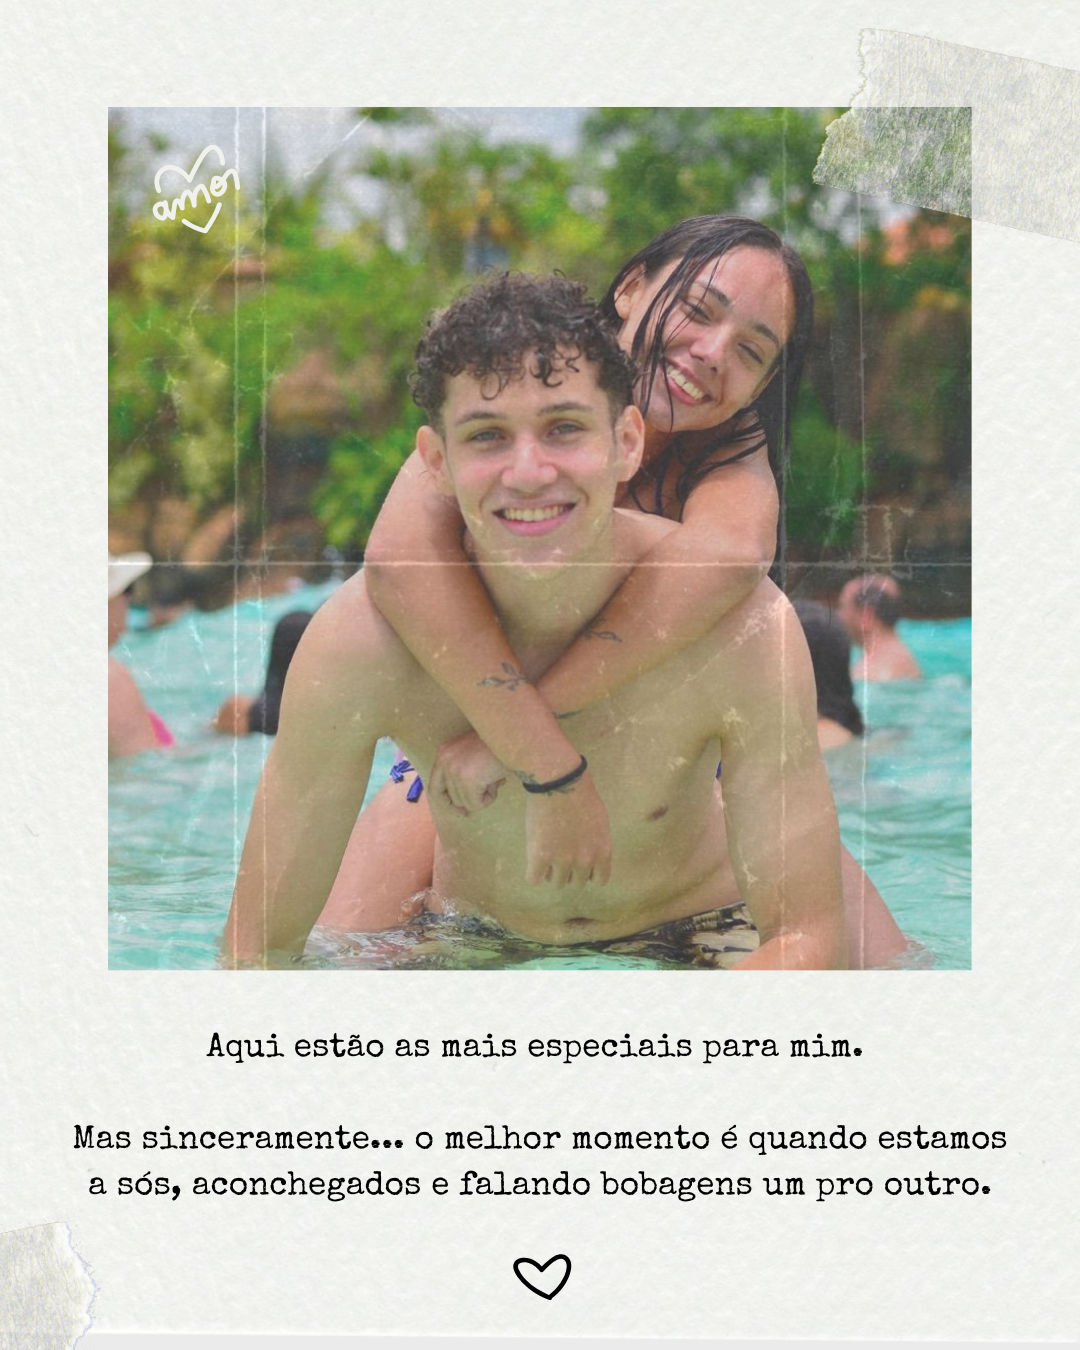 amor
Aqui estão as mais especiais para mim.
Mas sinceramente... o melhor momento é quando estamos
a sós, aconchegados e falando bobagens um pro outro.